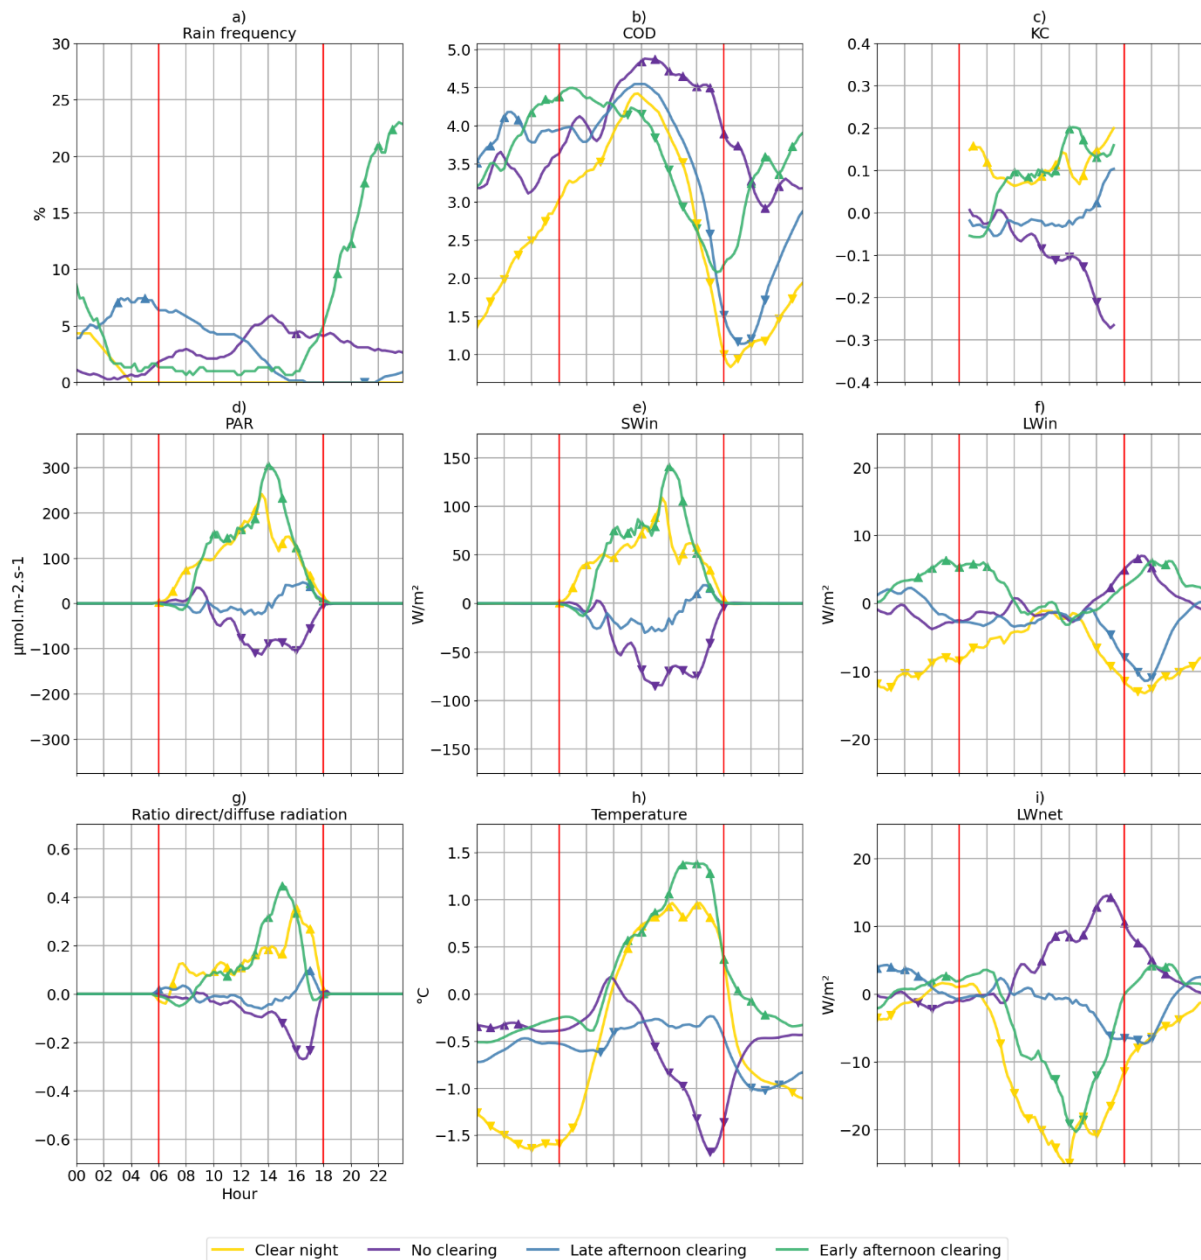 a)
Rain frequency
30
25
20
15
10
5
0
%
b)
COD
5.0
4.5
4.0
3.5
3.0
2.5
2.0
1.5
1.0
c)
KC
0.4
0.3
0.2
0.1
0.0
−0.1
−0.2
−0.3
−0.4
d)
PAR
300
200
100
0
−100
−200
−300
µmol.m-2.s-1
e)
SWin
150
100
50
0
−50
−100
−150
W/m²
f)
LWin
20
10
0
−10
−20
W/m²
g)
Ratio direct/diffuse radiation
0.6
0.4
0.2
0.0
−0.2
−0.4
−0.6
00 02 04 06 08 10 12 14 16 18 20 22
Hour
h)
Temperature
1.5
1.0
0.5
0.0
−0.5
−1.0
−1.5
°C
i)
LWnet
20
10
0
−10
−20
W/m²
Clear night No clearing Late afternoon clearing Early afternoon clearing